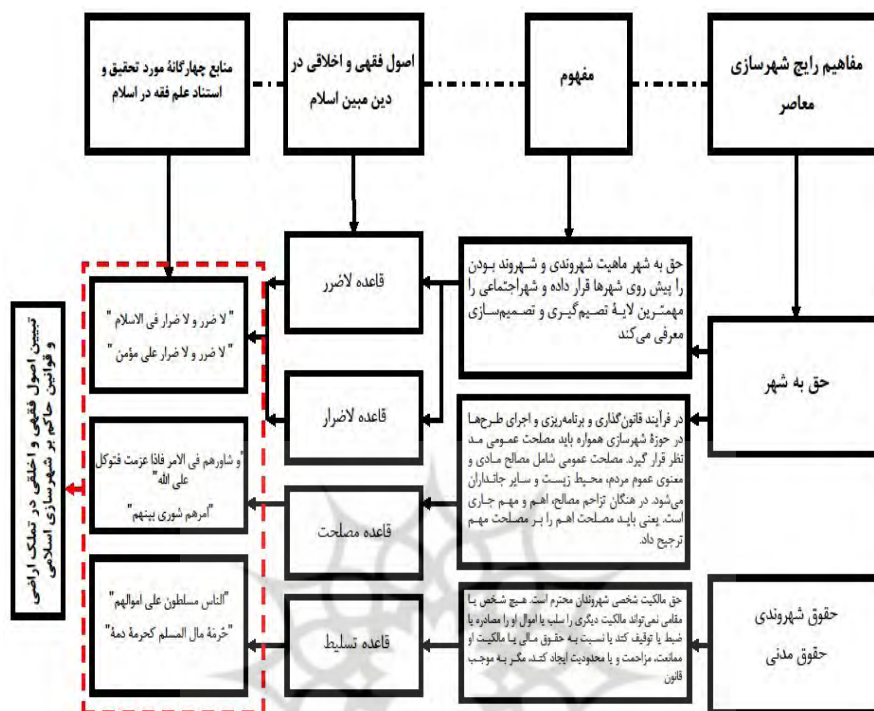 مفاهیم رایج شهرسازی
معاصر
مفهوم
اصول فقهی و اخلاقی در
دین مبین اسلام
منابع چهارگانهٔ مورد تحقیق و
استناد علم فقه در اسلام
حق به شهر
حق به شهر ماهیت شهروندی و شهروند بودن
را پیش روی شهرها قرار داده و شهراجتماعی را
مهمترین لایهٔ تصیم‌گیری و تصمیم‌سازی
معرفی می‌کند
قاعده لاضرر
قاعده لاضرار
" لا ضرر و لا ضرار فی الاسلام "
" لا ضرر و لا ضرار علی مؤمن "
در فرآیند قانون‌گذاری و برنامه‌ریزی و اجرای طرح‌ها
در حوزهٔ شهرسازی همواره باید مصلحت عمومی مد
نظر قرار گیرد. مصلحت عمومی شامل مصالح مادی و
معنوی عموم مردم، محیط زیست و سایر جانداران
می‌شود. در هنگان تزاحم مصالح، اهم و مهم جاری
است. یعنی باید مصلحت اهم را بر مصلحت مهم
ترجیح داد.
قاعده مصلحت
"و شاورهم فی الامر فاذا عزمت فتوکل
علی الله"
"امرهم شوری بینهم"
حقوق شهروندی
حقوق مدنی
حق مالکیت شخصی شهروندان محترم است. هیچ شخص یا
مقامی نمی‌تواند مالکیت دیگری را سلب یا اموال او را مصادره یا
ضبط یا توقیف کند یا نسبت به حقوق مالی یا مالکیت او
ممانعت، مزاحمت و یا محدودیت ایجاد کند، مگر به موجب
قانون
قاعده تسلیط
"الناس مسلطون علی اموالهم"
"حُرمَهٔ مال المسلم کحرمهٔ دمهٔ"
تبیین اصول فقهی و اخلقی در تملک اراضی
و قوانین حاکم بر شهرسازی اسلامی